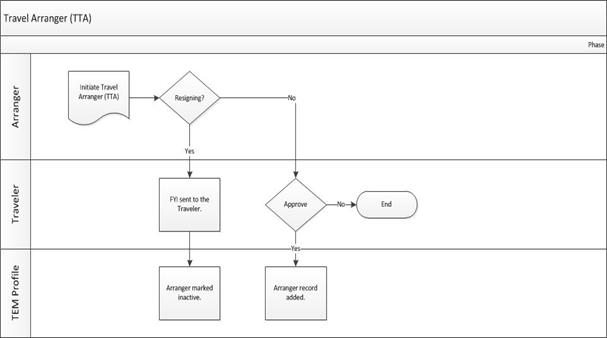 Travel Arranger (TTA)
Phase
Arranger
Initiate Travel
Arranger (TTA)
Resigning?
No
Yes
Traveler
FYI sent to the
Traveler.
Approve
No
End
Yes
TEM Profile
Arranger marked
inactive.
Arranger record
added.